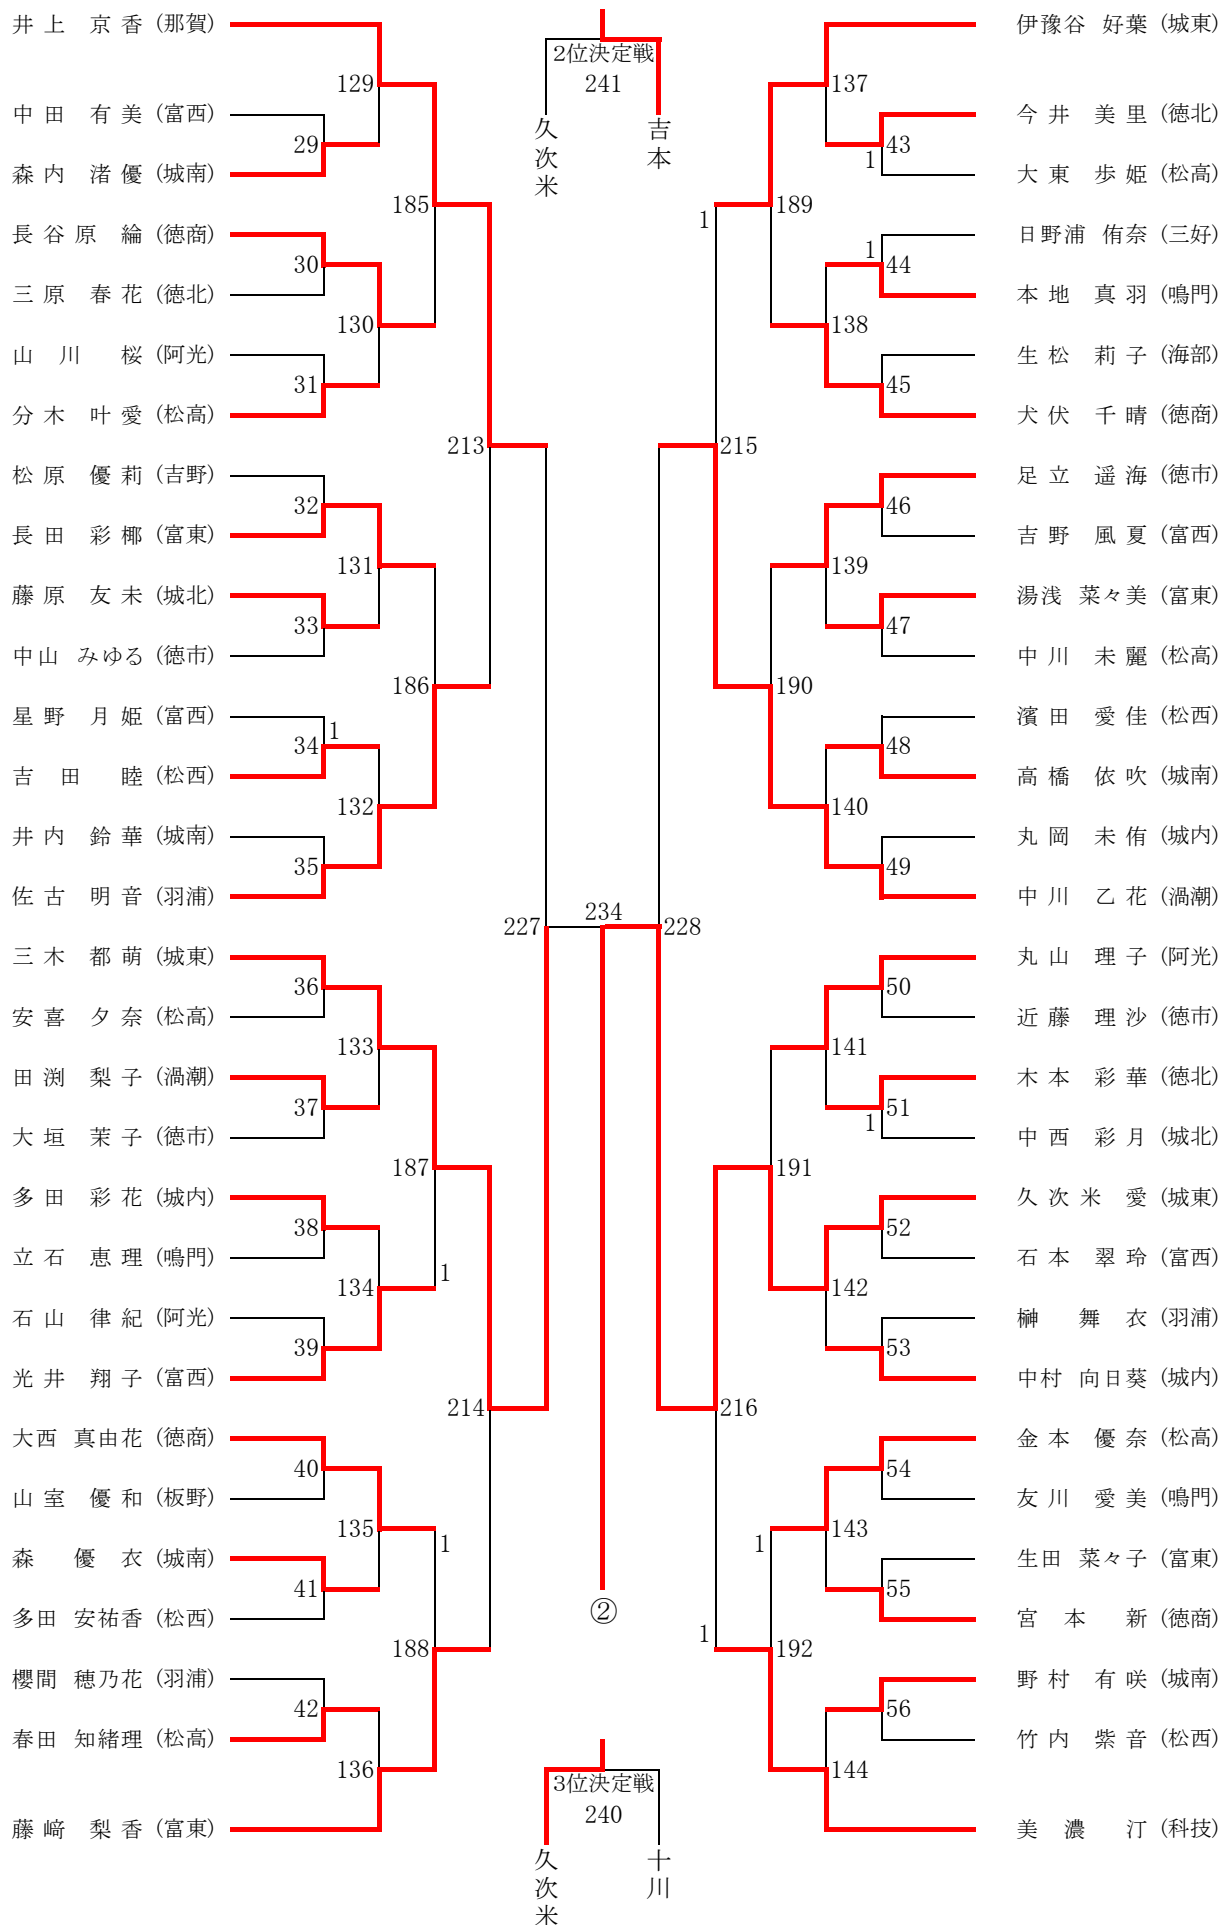 井上 京香 (那賀)
中田 有美 (富西)
森内 渚優 (城南)
長谷原 綸 (徳商)
三原 春花 (徳北)
山川 桜 (阿光)
分木 叶愛 (松高)
松原 優莉 (吉野)
長田 彩椰 (富東)
藤原 友未 (城北)
中山 みゆる (徳市)
星野 月姫 (富西)
吉田 睦 (松西)
井内 鈴華 (城南)
佐古 明音 (羽浦)
三木 都萌 (城東)
安喜 夕奈 (松高)
田渕 梨子 (渦潮)
大垣 茉子 (徳市)
多田 彩花 (城内)
立石 恵理 (鳴門)
石山 律紀 (阿光)
光井 翔子 (富西)
大西 真由花 (徳商)
山室 優和 (板野)
森 優衣 (城南)
多田 安祐香 (松西)
櫻間 穂乃花 (羽浦)
春田 知緒理 (松高)
藤﨑 梨香 (富東)
29
30
31
32
33
34
1
35
36
37
38
39
40
41
42
129
130
131
132
133
134
135
136
185
186
187
1
188
1
213
214
227
2位決定戦
241
久次米
吉本
234
②
3位決定戦
240
久次米
十川
228
215
1
216
1
189
190
191
192
1
137
138
139
140
141
142
143
144
43
1
44
1
45
46
47
48
49
50
51
1
52
53
54
55
56
伊豫谷 好葉 (城東)
今井 美里 (徳北)
大東 歩姫 (松高)
日野浦 侑奈 (三好)
本地 真羽 (鳴門)
生松 莉子 (海部)
犬伏 千晴 (徳商)
足立 遥海 (徳市)
吉野 風夏 (富西)
湯浅 菜々美 (富東)
中川 未麗 (松高)
濱田 愛佳 (松西)
高橋 依吹 (城南)
丸岡 未侑 (城内)
中川 乙花 (渦潮)
丸山 理子 (阿光)
近藤 理沙 (徳市)
木本 彩華 (徳北)
中西 彩月 (城北)
久次米 愛 (城東)
石本 翠玲 (富西)
榊 舞衣 (羽浦)
中村 向日葵 (城内)
金本 優奈 (松高)
友川 愛美 (鳴門)
生田 菜々子 (富東)
宮本 新 (徳商)
野村 有咲 (城南)
竹内 紫音 (松西)
美濃 汀 (科技)